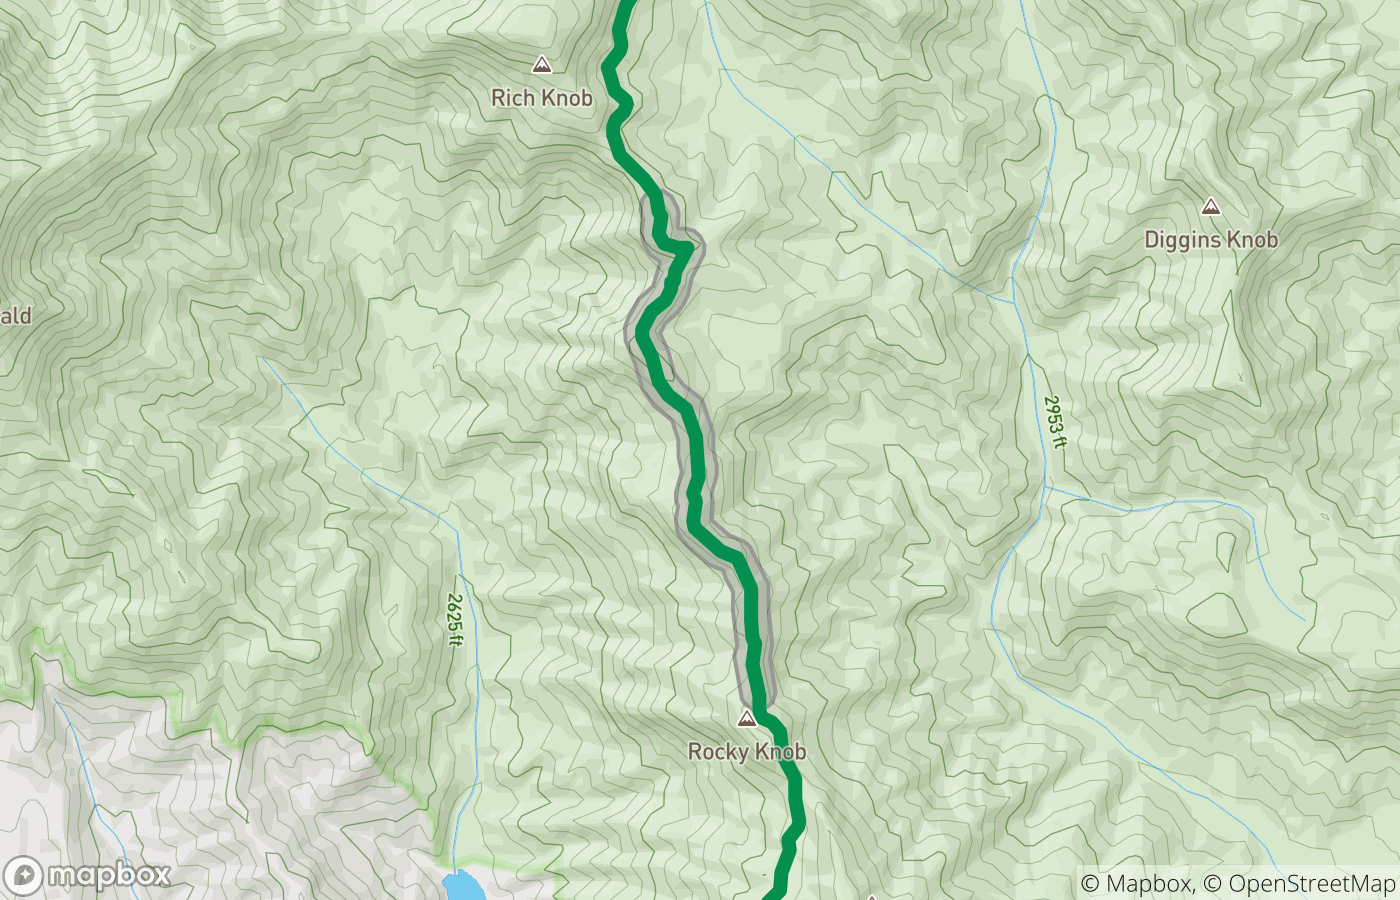 Rich Knob
Diggins Knob
ald
2953 ft
2625 ft
Rocky Knob
mapbox
© Mapbox, © OpenStreetMap